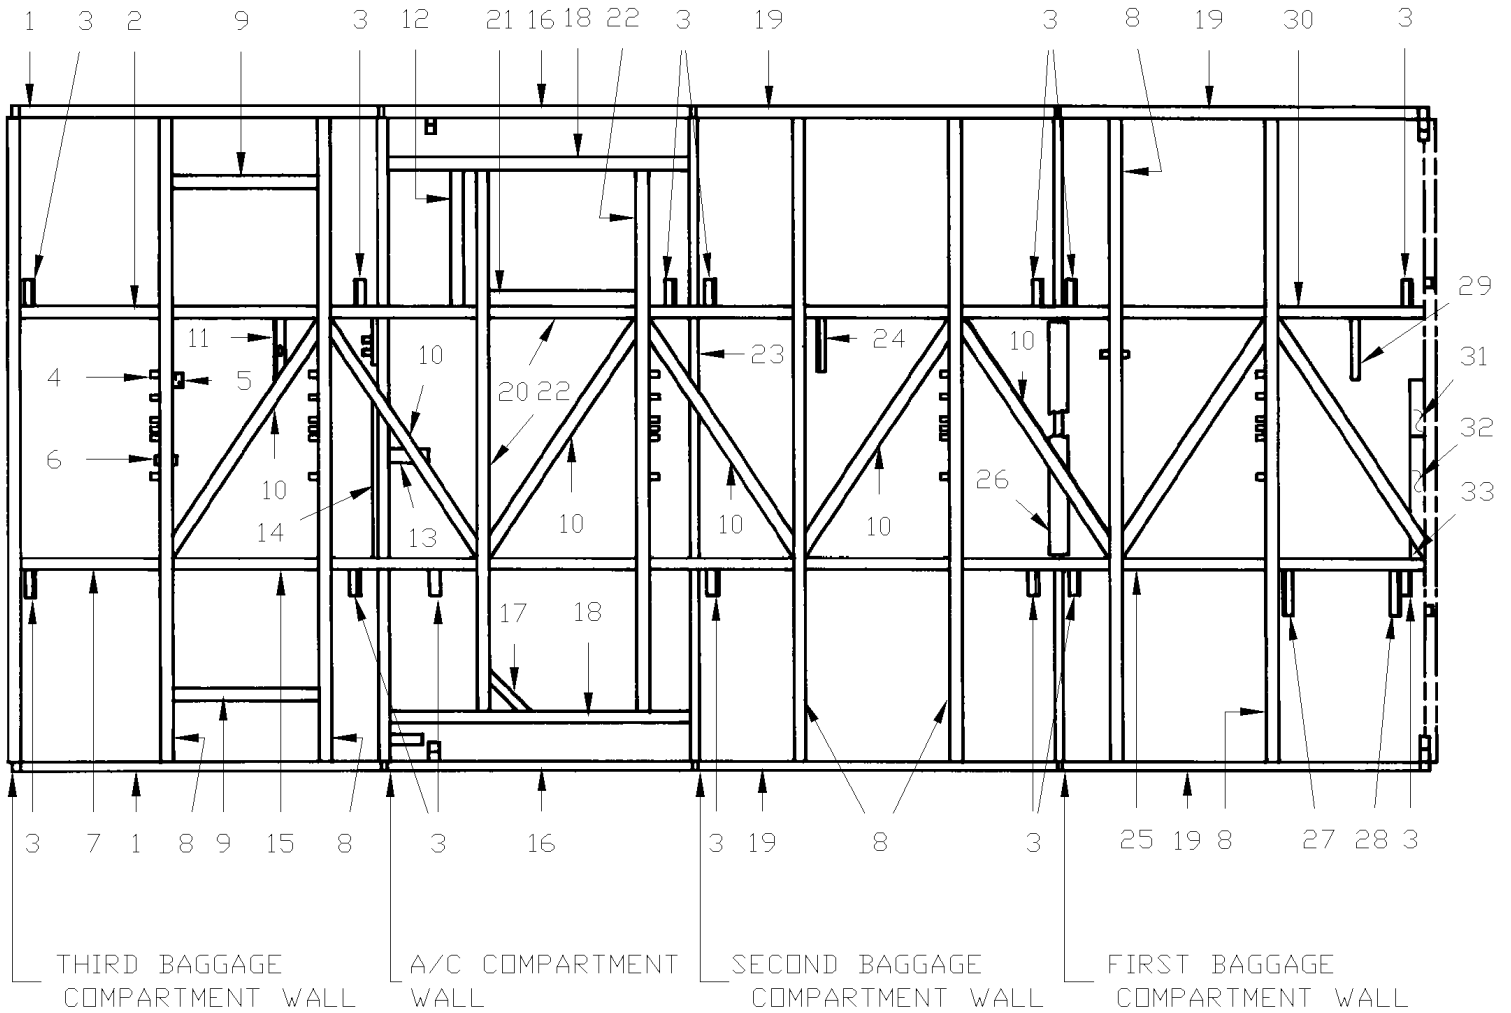 1 3 2 9 3 12 21 16 18 22 3 19 3 8 19 30 3
29
11 10 23 24 10
31
4 5
20 22
32
6
10 26 33
14 13 10 10 10
17 18
3 7 1 8 9 15 8 3 16 3 19 8 3 25 19 8 27 28 3
THIRD BAGGAGE
COMPARTMENT WALL
A/C COMPARTMENT
WALL
SECOND BAGGAGE
COMPARTMENT WALL
FIRST BAGGAGE
COMPARTMENT WALL